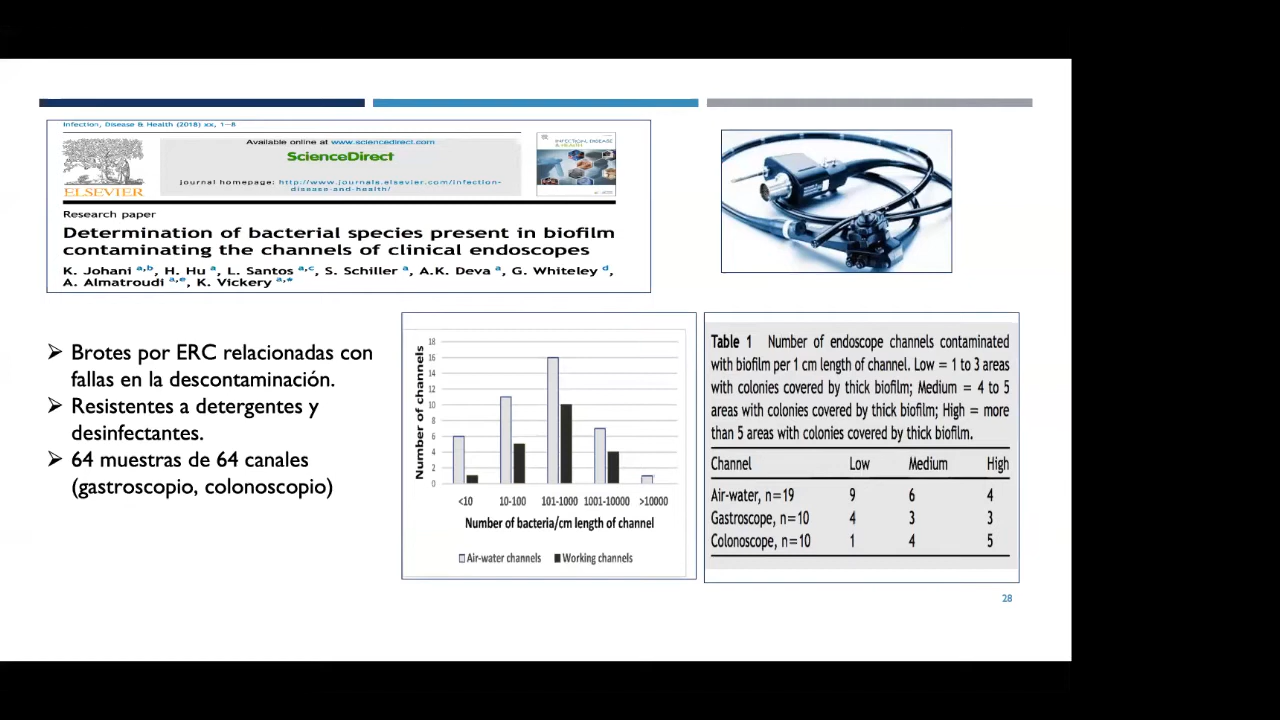 Infection, Disease & Health (2018) xx, 1–8
Available online at www.sciencedirect.com
ScienceDirect
journal homepage: http://www.journals.elsevier.com/infection-
disease-and-health/
ELSEVIER
INFECTION, DISEASE
& HEALTH
Research paper
Determination of bacterial species present in biofilm
contaminating the channels of clinical endoscopes
K. Johani a,b, H. Hu a, L. Santos a,c, S. Schiller a, A.K. Deva a, G. Whiteley d,
A. Almatroudi a,e, K. Vickery a,*
➢ Brotes por ERC relacionadas con
fallas en la descontaminación.
➢ Resistentes a detergentes y
desinfectantes.
➢ 64 muestras de 64 canales
(gastroscopio, colonoscopio)
Number of channels
18
16
14
12
10
8
6
4
2
0
<10 10-100 101-1000 1001-10000 >10000
Number of bacteria/cm length of channel
Air-water channels Working channels
Table 1 Number of endoscope channels contaminated
with biofilm per 1 cm length of channel. Low = 1 to 3 areas
with colonies covered by thick biofilm; Medium = 4 to 5
areas with colonies covered by thick biofilm; High = more
than 5 areas with colonies covered by thick biofilm.
Channel Low Medium High
Air-water, n=19 9 6 4
Gastroscope, n=10 4 3 3
Colonoscope, n=10 1 4 5
28